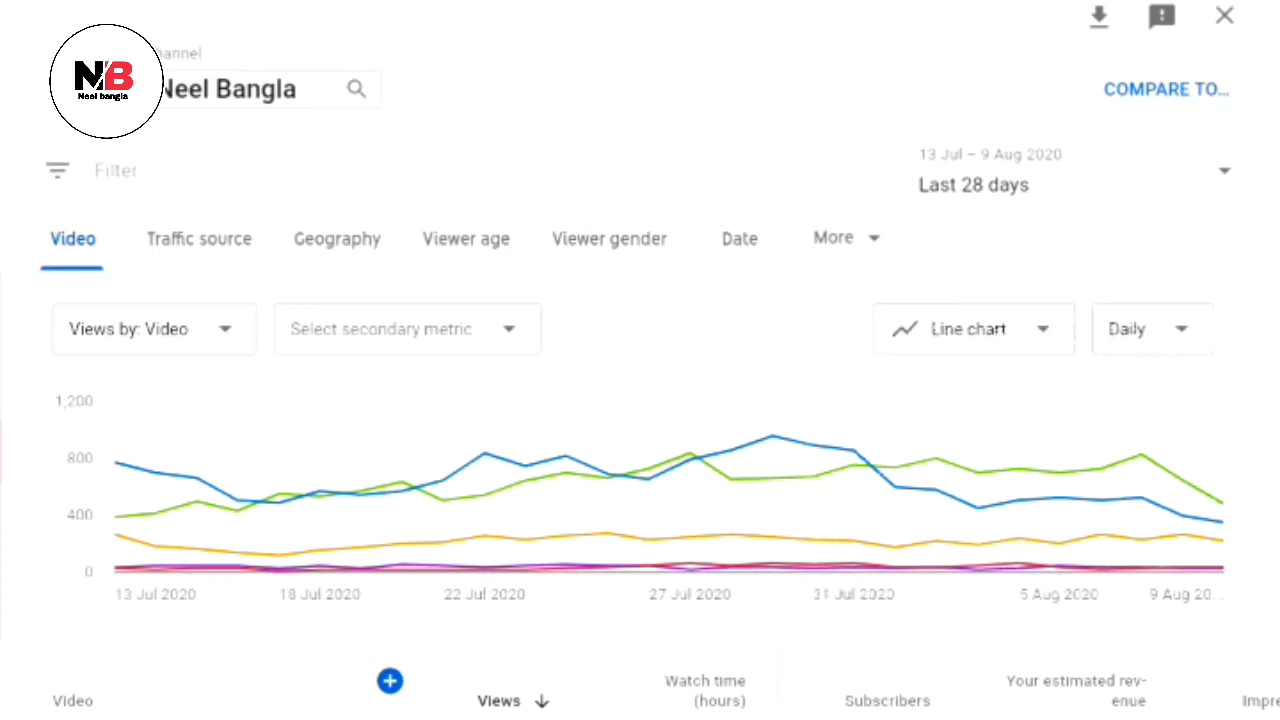 NB
Neel bangla
hannel
Neel Bangla
COMPARE TO...
Filter
13 Jul – 9 Aug 2020
Last 28 days
Video
Traffic source
Geography
Viewer age
Viewer gender
Date
More
Views by: Video
Select secondary metric
Line chart
Daily
1,200
800
400
0
13 Jul 2020
18 Jul 2020
22 Jul 2020
27 Jul 2020
31 Jul 2020
5 Aug 2020
9 Aug 20...
Video
Views
Watch time
(hours)
Subscribers
Your estimated rev-
enue
Impre